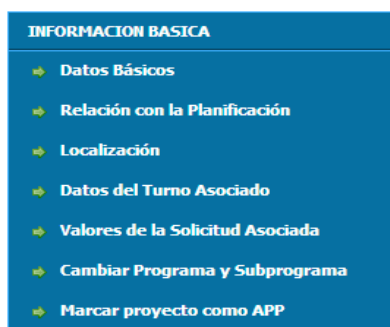 INFORMACION BASICA
Datos Básicos
Relación con la Planificación
Localización
Datos del Turno Asociado
Valores de la Solicitud Asociada
Cambiar Programa y Subprograma
Marcar proyecto como APP